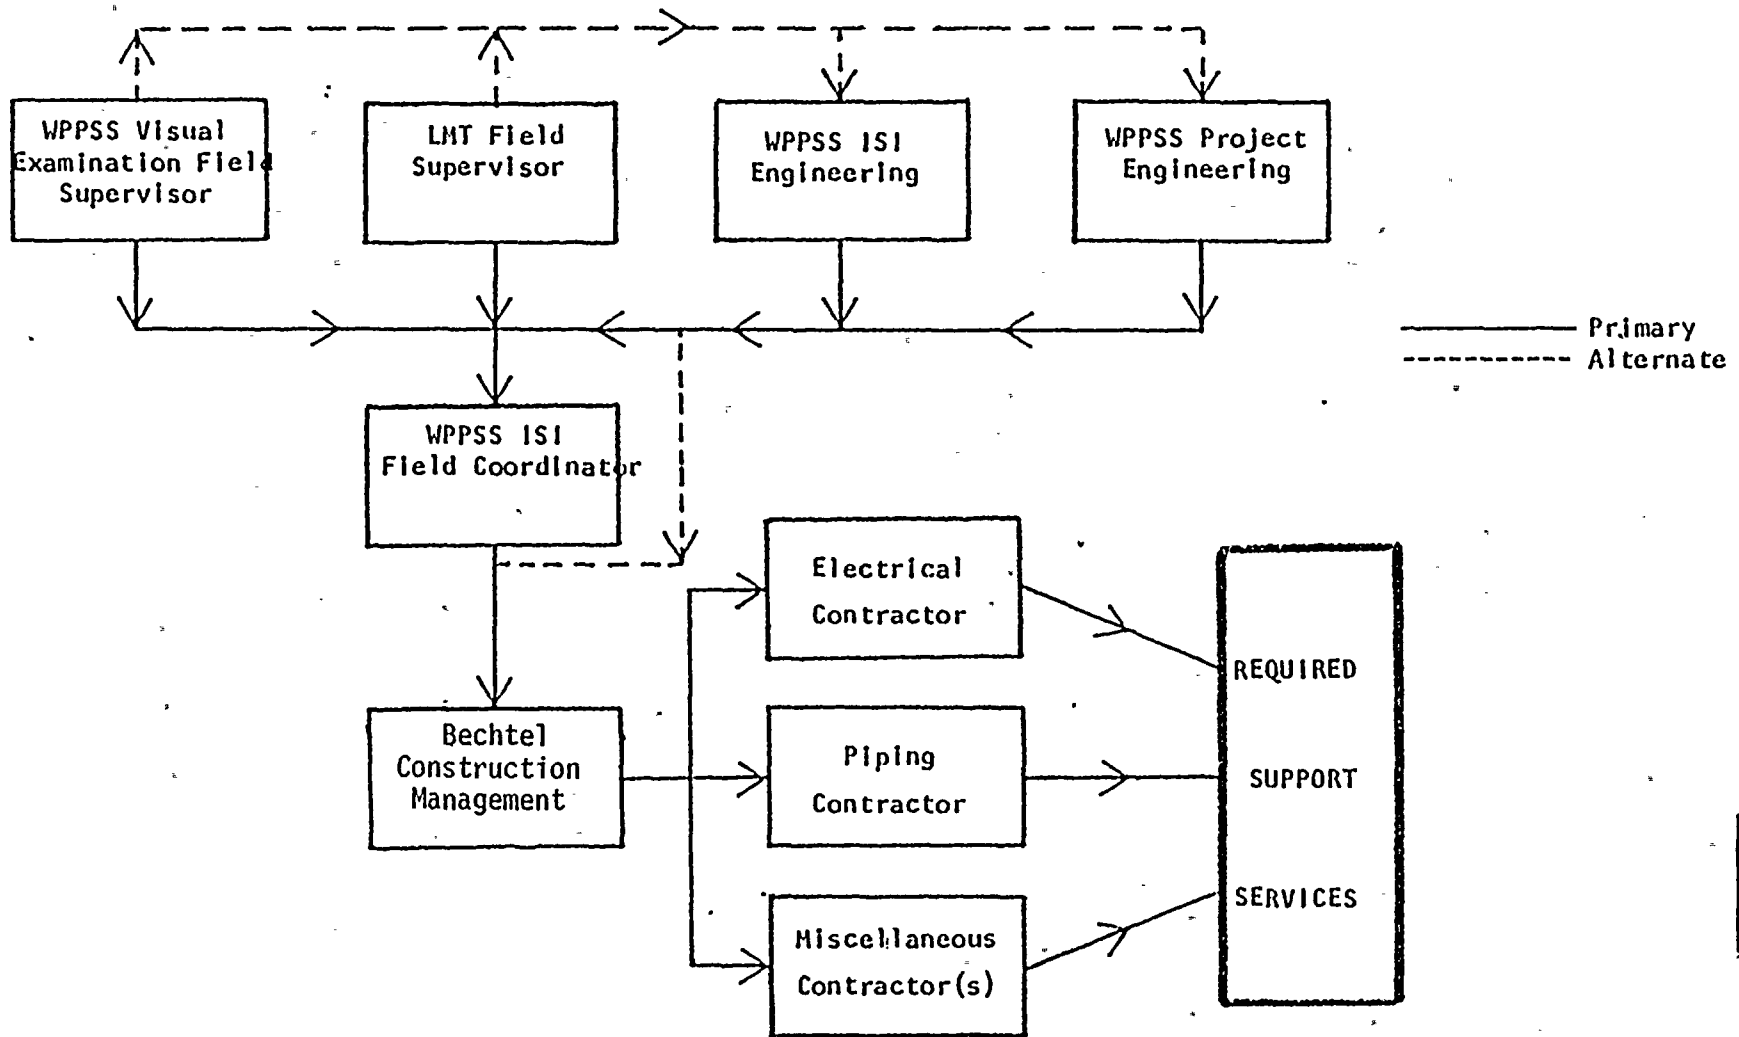 WPPSS Visual
Examination Field
Supervisor
LMT Field
Supervisor
WPPSS ISI
Engineering
WPPSS Project
Engineering
Primary
Alternate
WPPSS ISI
Field Coordinator
Electrical
Contractor
REQUIRED
Bechtel
Construction
Management
Piping
Contractor
SUPPORT
SERVICES
Miscellaneous
Contractor(s)